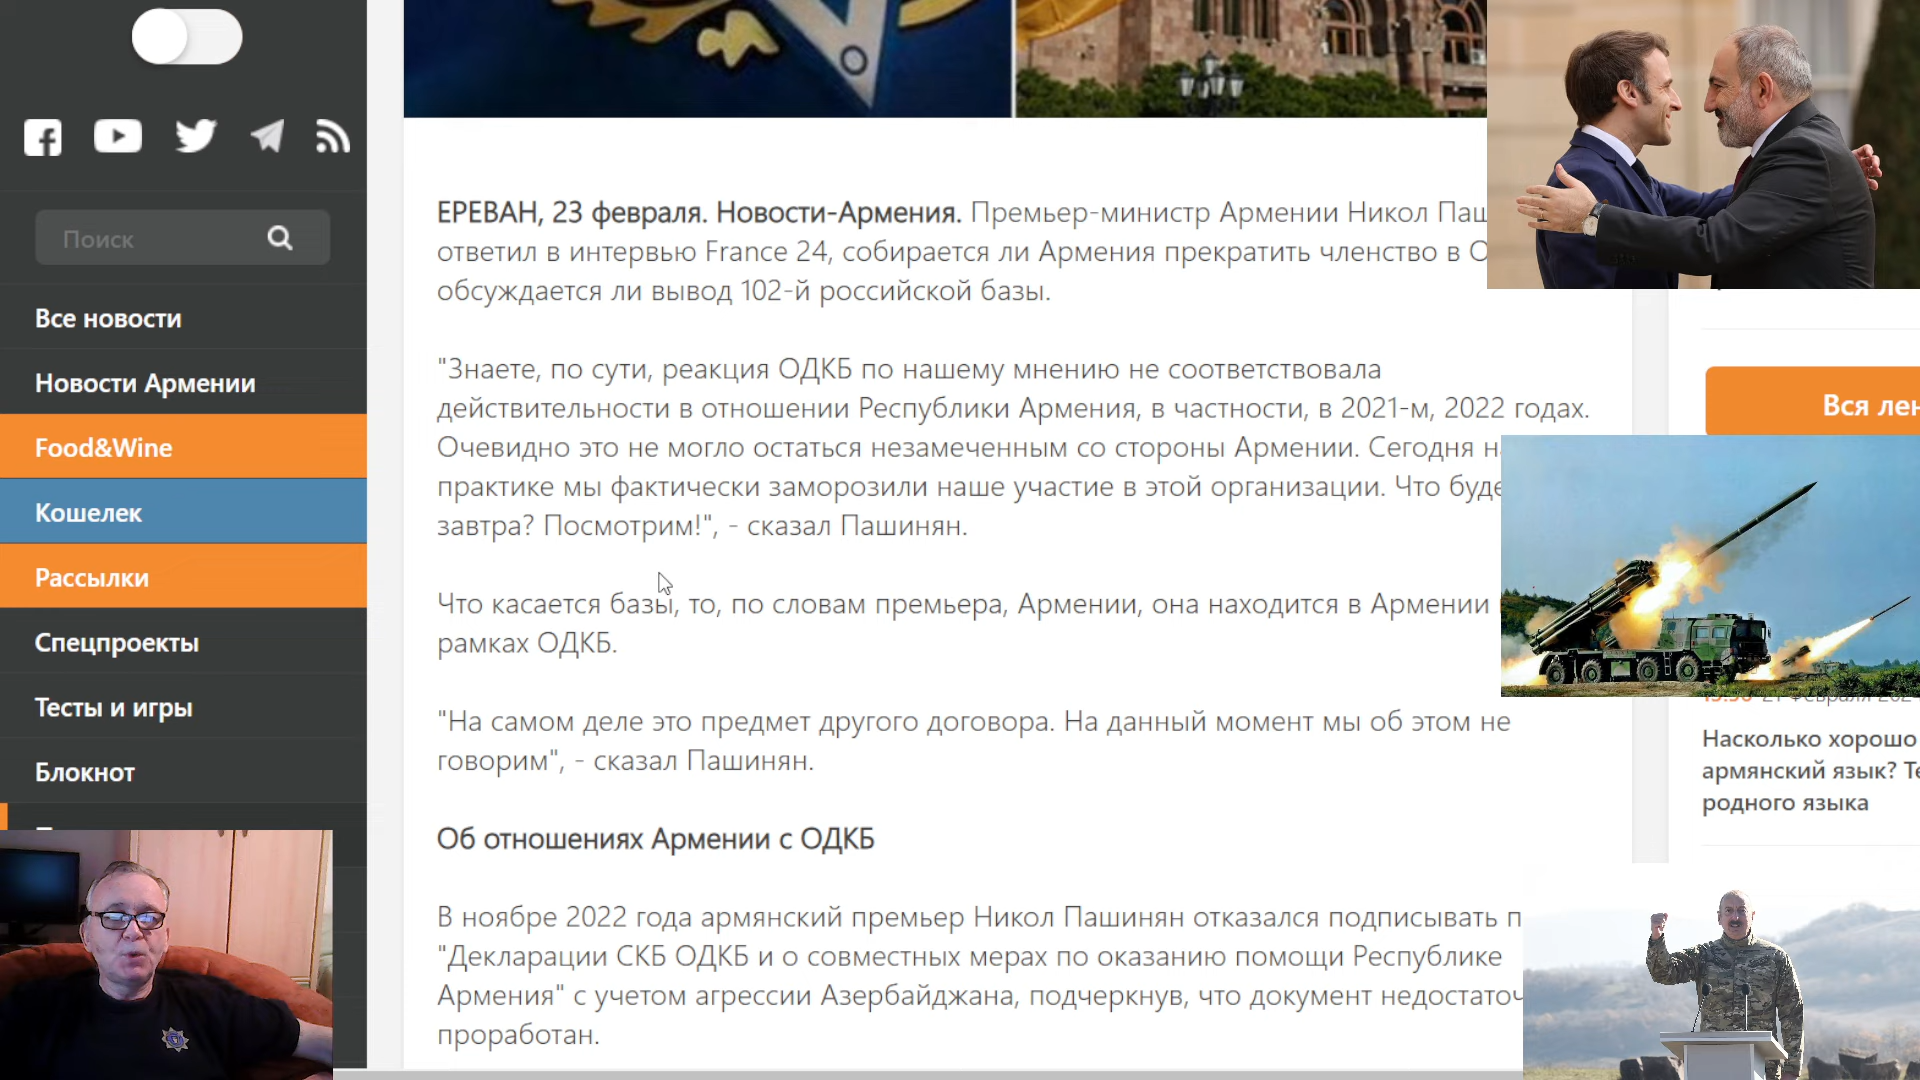 Поиск
Все новости
Новости Армении
Food&Wine
Кошелек
Рассылки
Спецпроекты
Тесты и игры
Блокнот
ЕРЕВАН, 23 февраля. Новости-Армения. Премьер-министр Армении Никол
ответил в интервью France 24, собирается ли Армения прекратить членство в
обсуждается ли вывод 102-й российской базы.
"Знаете, по сути, реакция ОДКБ по нашему мнению не соответствовала
действительности в отношении Республики Армения, в частности, в 2021-м, 2022 годах.
Очевидно это не могло остаться незамеченным со стороны Армении. Сегодня
практике мы фактически заморозили наше участие в этой организации. Что
завтра? Посмотрим!", - сказал Пашинян.
Что касается базы, то, по словам премьера, Армении, она находится в Армении
рамках ОДКБ.
"На самом деле это предмет другого договора. На данный момент мы об этом не
говорим", - сказал Пашинян.
Об отношениях Армении с ОДКБ
В ноябре 2022 года армянский премьер Никол Пашинян отказался подписывать
"Декларации СКБ ОДКБ и о совместных мерах по оказанию помощи Республике
Армения" с учетом агрессии Азербайджана, подчеркнув, что документ
проработан.
Вся
Насколько хорошо
армянский язык?
родного языка